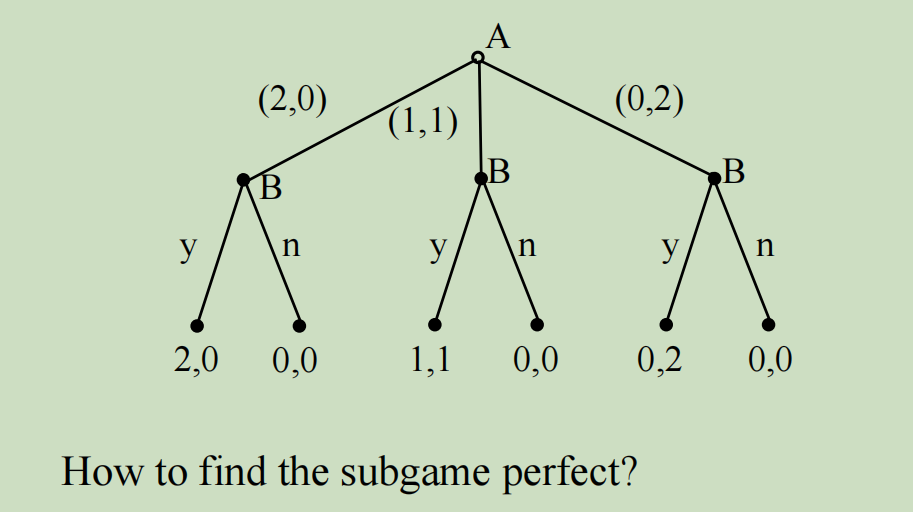 A
(2,0)
(1,1)
(0,2)
B
B
B
y
n
y
n
y
n
2,0
0,0
1,1
0,0
0,2
0,0
How to find the subgame perfect?